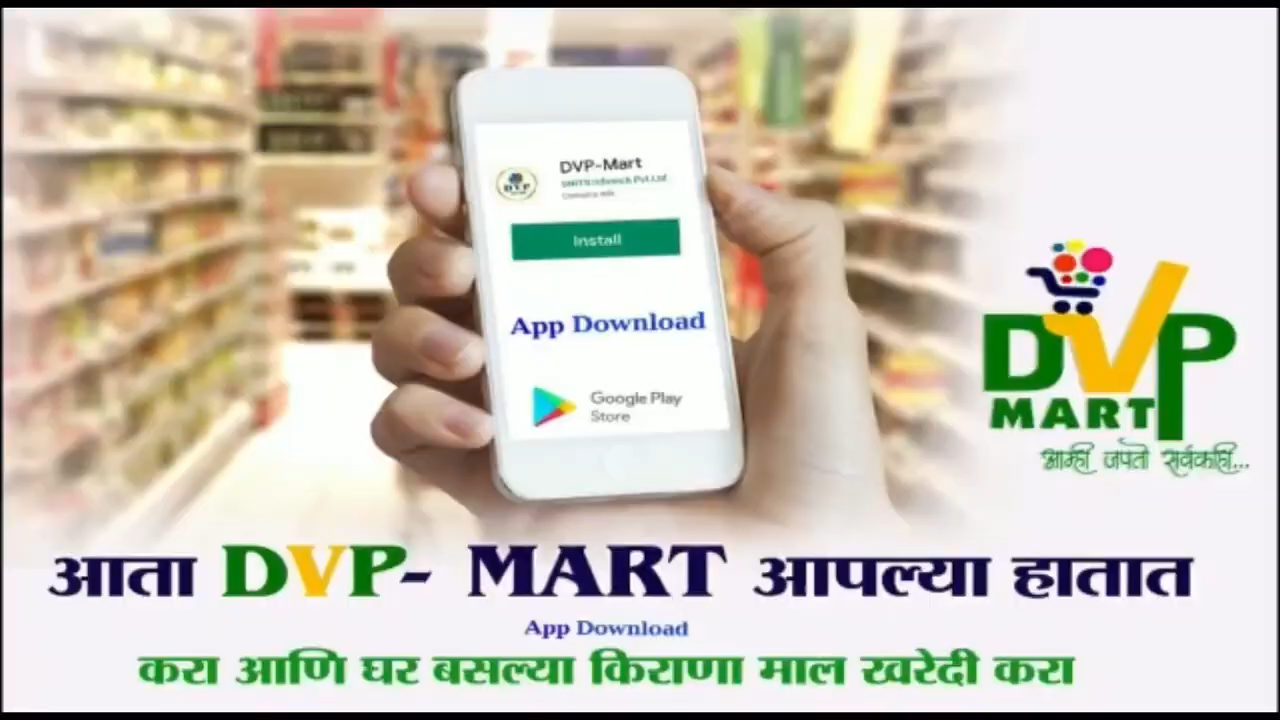 DVP-Mart
Install
App Download
Google Play
Store
DVP
DVP
MART
आम्ही जपतो सर्वकाही...
आता DVP- MART आपल्या हातात
App Download
करा आणि घर बसल्या किराणा माल खरेदी करा